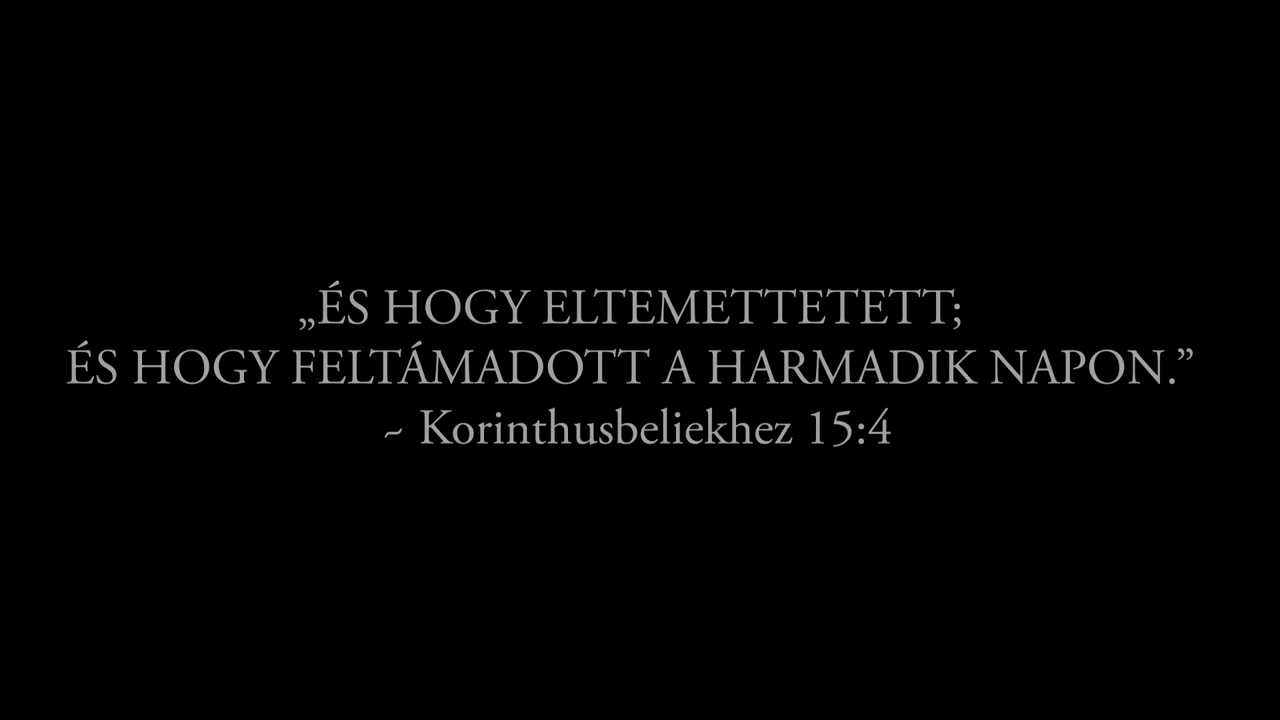 „ÉS HOGY ELTEMETTETETT;
ÉS HOGY FELTÁMADOTT A HARMADIK NAPON.”
~ Korinthusbeliekhez 15:4